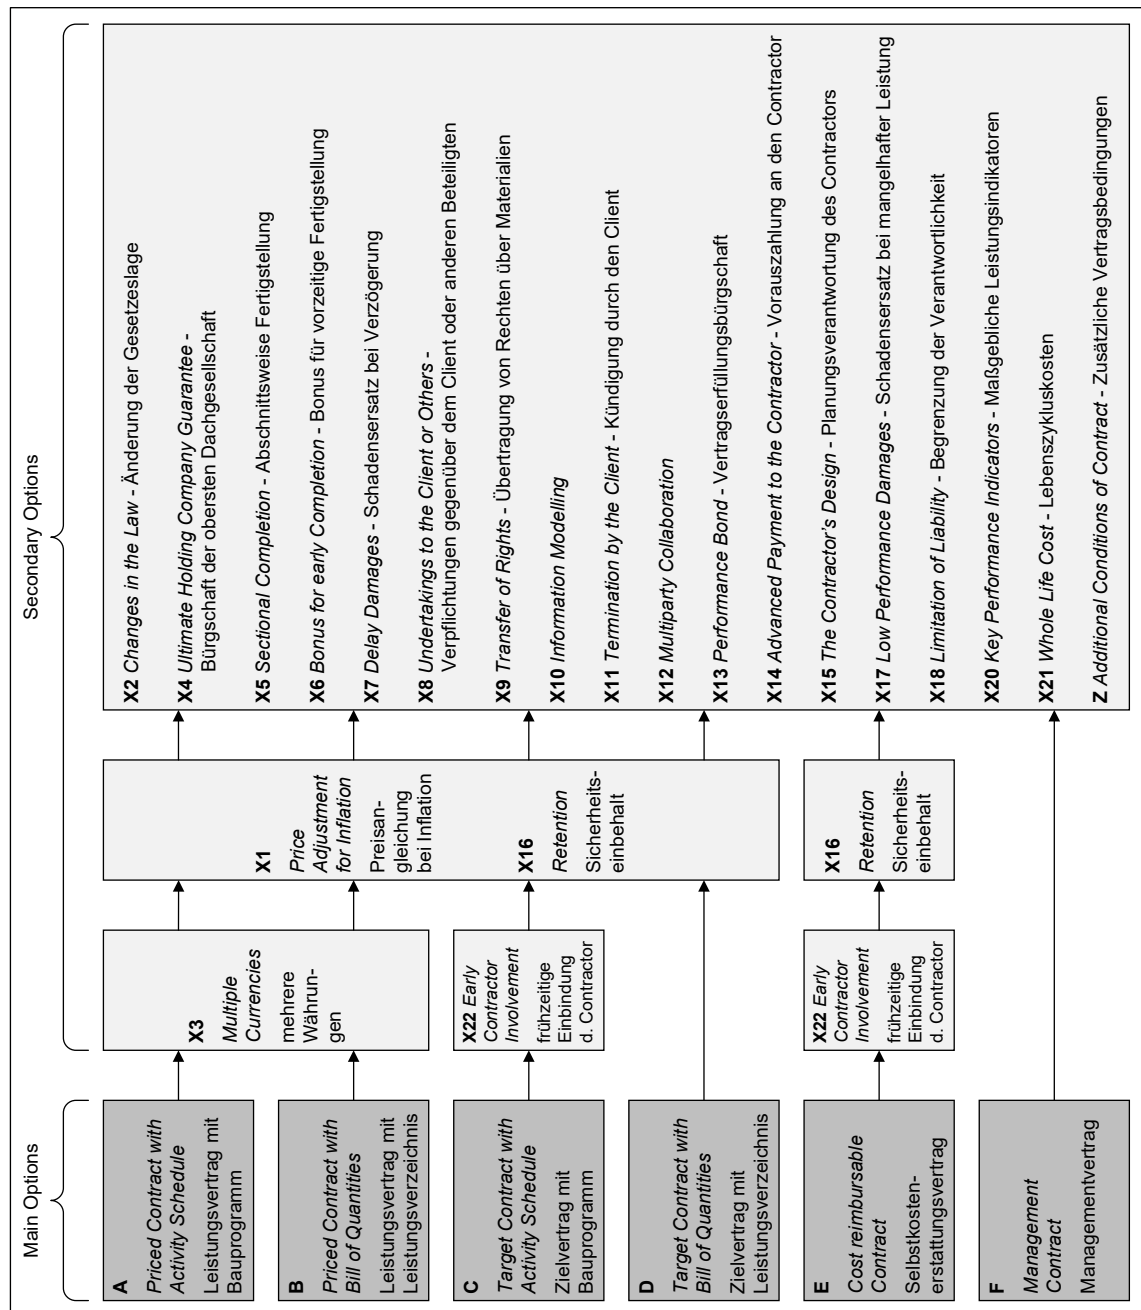 Main Options
Secondary Options
A
Priced Contract with
Activity Schedule
Leistungsvertrag mit
Bauprogramm
B
Priced Contract with
Bill of Quantities
Leistungsvertrag mit
Leistungsverzeichnis
C
Target Contract with
Activity Schedule
Zielvertrag mit
Bauprogramm
D
Target Contract with
Bill of Quantities
Zielvertrag mit
Leistungsverzeichnis
E
Cost reimbursable
Contract
Selbstkosten-
erstattungsvertrag
F
Management
Contract
Managementvertrag
X3
Multiple
Currencies
mehrere
Währun-
gen
X22 Early
Contractor
Involvement
frühzeitige
Einbindung
d. Contractor
X22 Early
Contractor
Involvement
frühzeitige
Einbindung
d. Contractor
X1
Price
Adjustment
for Inflation
Preisan-
gleichung
bei Inflation
X16
Retention
Sicherheits-
einbehalt
X16
Retention
Sicherheits-
einbehalt
X2 Changes in the Law - Änderung der Gesetzeslage
X4 Ultimate Holding Company Guarantee -
Bürgschaft der obersten Dachgesellschaft
X5 Sectional Completion - Abschnittsweise Fertigstellung
X6 Bonus for early Completion - Bonus für vorzeitige Fertigstellung
X7 Delay Damages - Schadensersatz bei Verzögerung
X8 Undertakings to the Client or Others -
Verpflichtungen gegenüber dem Client oder anderen Beteiligten
X9 Transfer of Rights - Übertragung von Rechten über Materialien
X10 Information Modelling
X11 Termination by the Client - Kündigung durch den Client
X12 Multiparty Collaboration
X13 Performance Bond - Vertragserfüllungsbürgschaft
X14 Advanced Payment to the Contractor - Vorauszahlung an den Contractor
X15 The Contractor's Design - Planungsverantwortung des Contractors
X17 Low Performance Damages - Schadensersatz bei mangelhafter Leistung
X18 Limitation of Liability - Begrenzung der Verantwortlichkeit
X20 Key Performance Indicators - Maßgebliche Leistungsindikatoren
X21 Whole Life Cost - Lebenszykluskosten
Z Additional Conditions of Contract - Zusätzliche Vertragsbedingungen